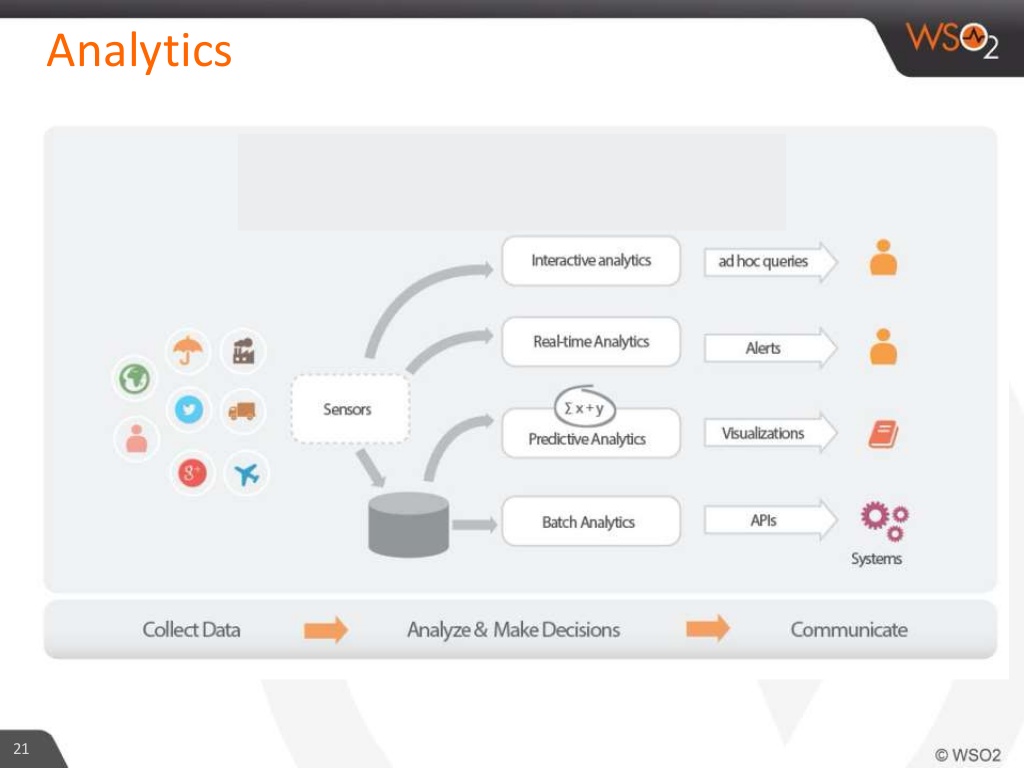 Analytics
WSO2
Interactive analytics
ad hoc queries
Real-time Analytics
Alerts
Sensors
Σ x + y
Predictive Analytics
Visualizations
Batch Analytics
APIs
Systems
Collect Data
Analyze & Make Decisions
Communicate
21
© WSO2